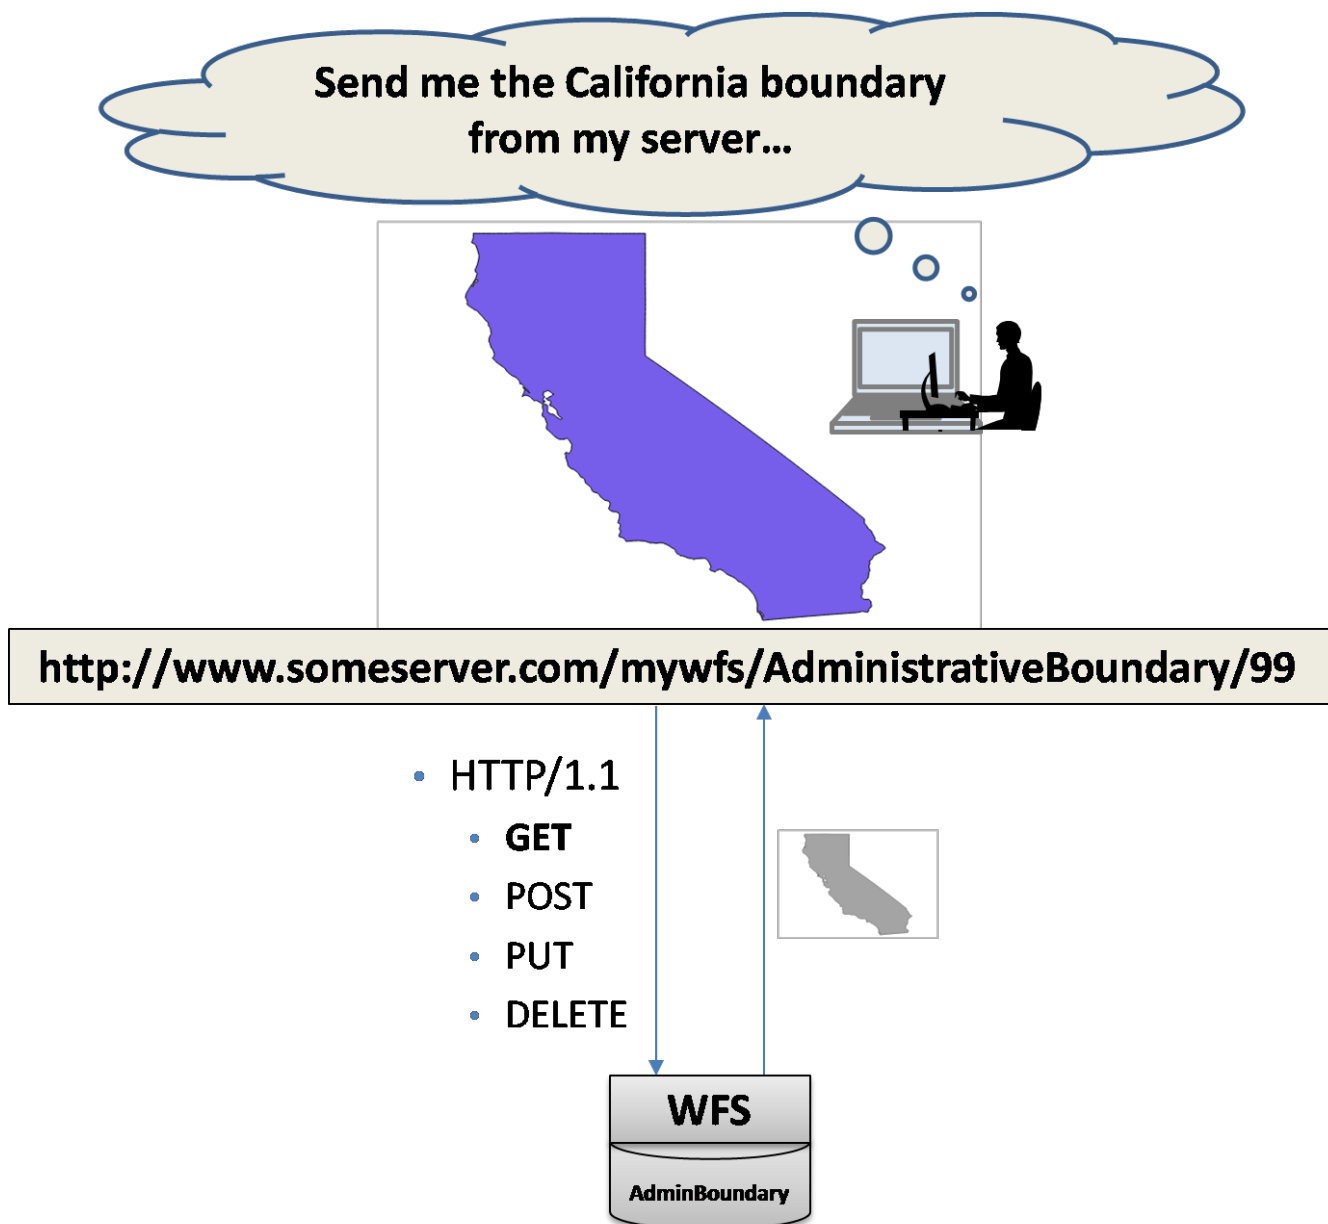 Send me the California boundary
from my server…
http://www.someserver.com/mywfs/AdministrativeBoundary/99
• HTTP/1.1
• GET
• POST
• PUT
• DELETE
WFS
AdminBoundary